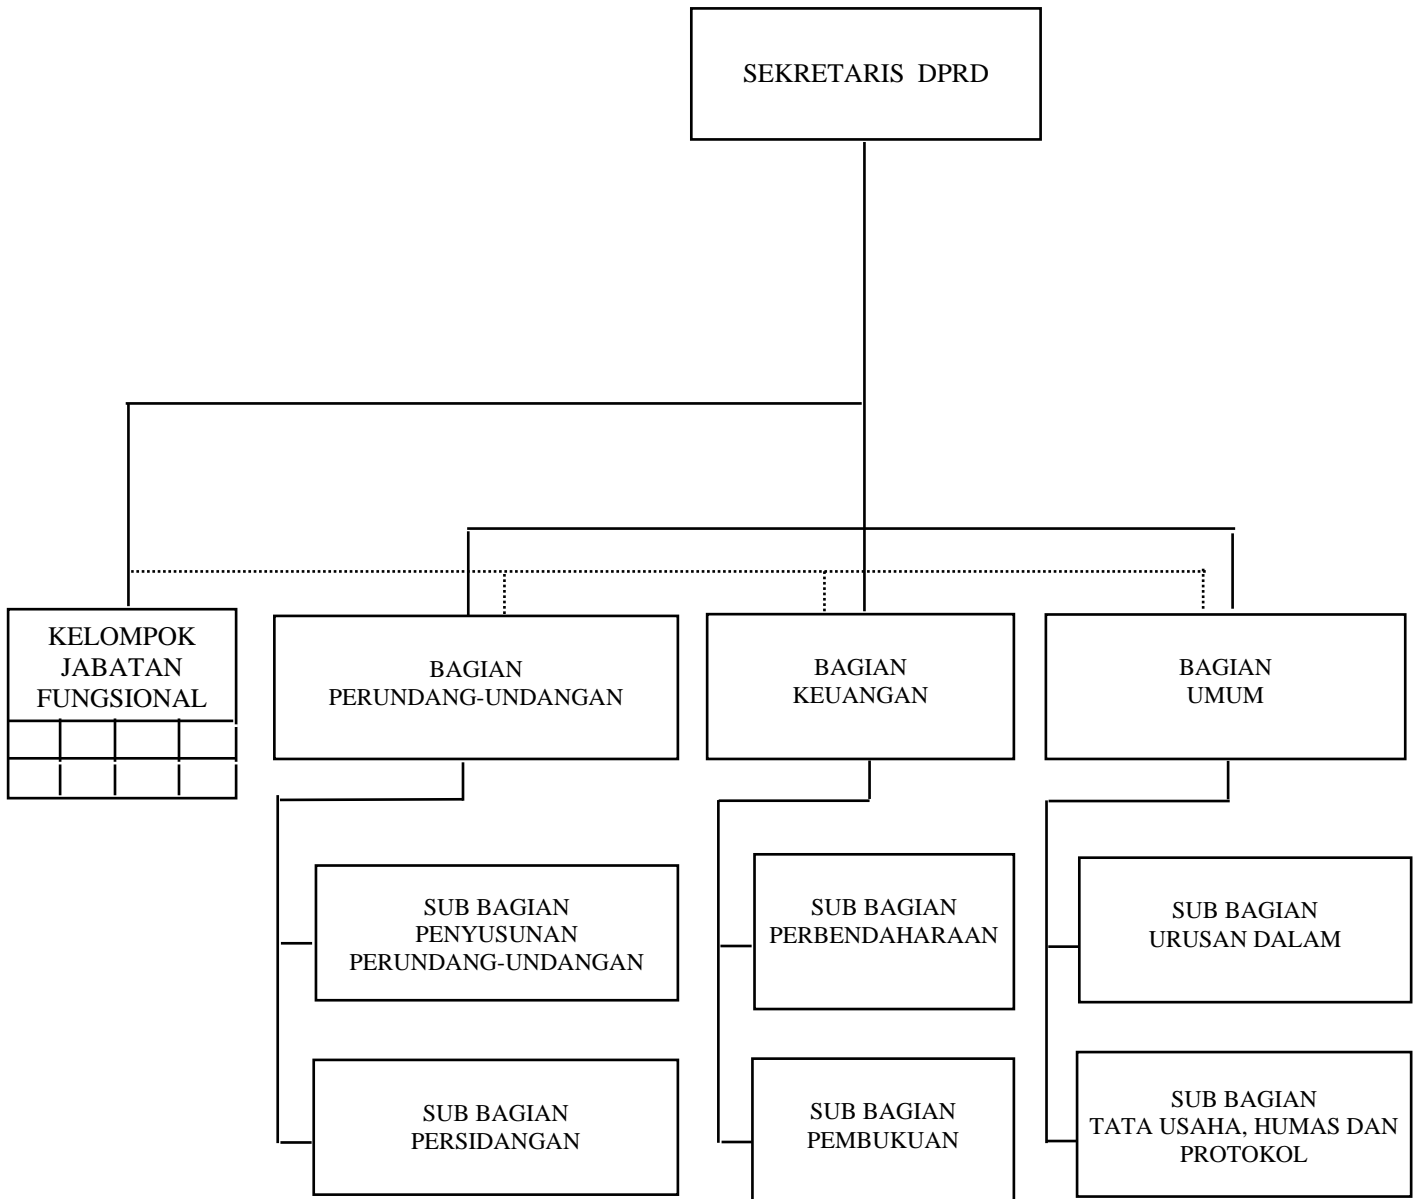 SEKRETARIS DPRD
KELOMPOK
JABATAN
FUNGSIONAL
BAGIAN
PERUNDANG-UNDANGAN
BAGIAN
KEUANGAN
BAGIAN
UMUM
SUB BAGIAN
PENYUSUNAN
PERUNDANG-UNDANGAN
SUB BAGIAN
PERBENDAHARAAN
SUB BAGIAN
URUSAN DALAM
SUB BAGIAN
PERSIDANGAN
SUB BAGIAN
PEMBUKUAN
SUB BAGIAN
TATA USAHA, HUMAS DAN
PROTOKOL